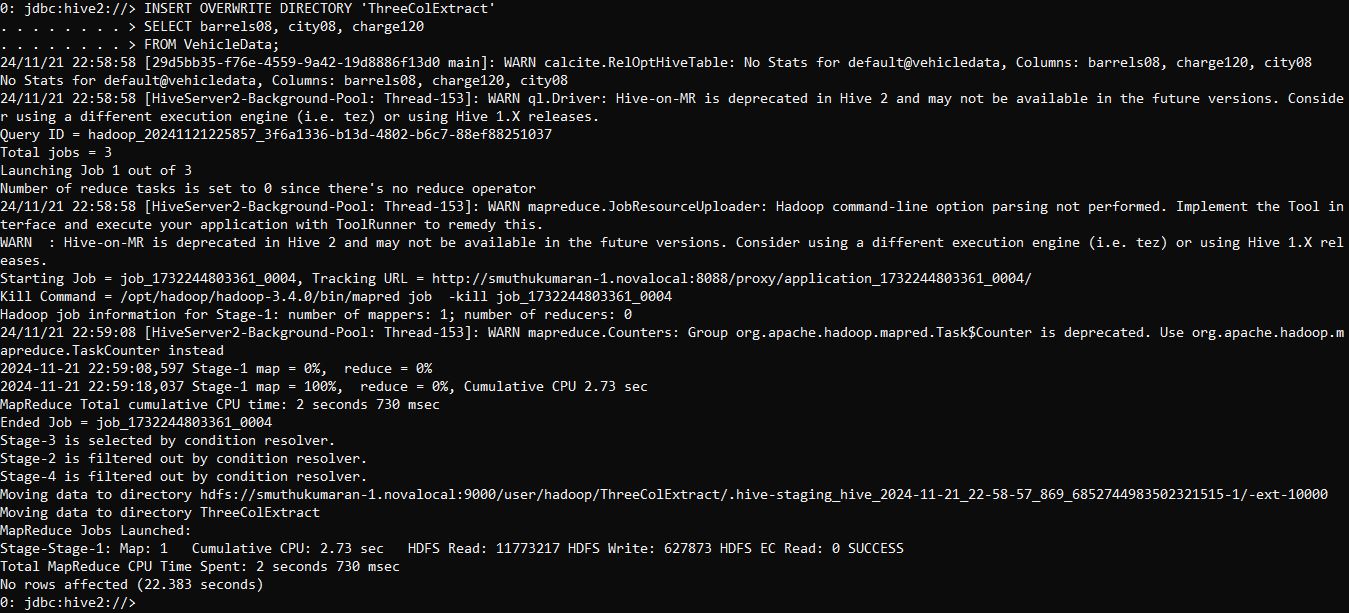 0: jdbc:hive2://> INSERT OVERWRITE DIRECTORY 'ThreeColExtract'
. . . . . . . . > SELECT barrels08, city08, charge120
. . . . . . . . > FROM VehicleData;
24/11/21 22:58:58 [29d5bb35-f76e-4559-9a42-19d8886f13d0 main]: WARN calcite.RelOptHiveTable: No Stats for default@vehicledata, Columns: barrels08, charge120, city08
No Stats for default@vehicledata, Columns: barrels08, charge120, city08
24/11/21 22:58:58 [HiveServer2-Background-Pool: Thread-153]: WARN ql.Driver: Hive-on-MR is deprecated in Hive 2 and may not be available in the future versions. Conside
r using a different execution engine (i.e. tez) or using Hive 1.X releases.
Query ID = hadoop_20241121225857_3f6a1336-b13d-4802-b6c7-88ef88251037
Total jobs = 3
Launching Job 1 out of 3
Number of reduce tasks is set to 0 since there's no reduce operator
24/11/21 22:58:58 [HiveServer2-Background-Pool: Thread-153]: WARN mapreduce.JobResourceUploader: Hadoop command-line option parsing not performed. Implement the Tool in
terface and execute your application with ToolRunner to remedy this.
WARN  : Hive-on-MR is deprecated in Hive 2 and may not be available in the future versions. Consider using a different execution engine (i.e. tez) or using Hive 1.X rel
eases.
Starting Job = job_1732244803361_0004, Tracking URL = http://smuthukumaran-1.novalocal:8088/proxy/application_1732244803361_0004/
Kill Command = /opt/hadoop/hadoop-3.4.0/bin/mapred job  -kill job_1732244803361_0004
Hadoop job information for Stage-1: number of mappers: 1; number of reducers: 0
24/11/21 22:59:08 [HiveServer2-Background-Pool: Thread-153]: WARN mapreduce.Counters: Group org.apache.hadoop.mapred.Task$Counter is deprecated. Use org.apache.hadoop.m
apreduce.TaskCounter instead
2024-11-21 22:59:08,597 Stage-1 map = 0%,  reduce = 0%
2024-11-21 22:59:18,037 Stage-1 map = 100%,  reduce = 0%, Cumulative CPU 2.73 sec
MapReduce Total cumulative CPU time: 2 seconds 730 msec
Ended Job = job_1732244803361_0004
Stage-3 is selected by condition resolver.
Stage-2 is filtered out by condition resolver.
Stage-4 is filtered out by condition resolver.
Moving data to directory hdfs://smuthukumaran-1.novalocal:9000/user/hadoop/ThreeColExtract/.hive-staging_hive_2024-11-21_22-58-57_869_6852744983502321515-1/-ext-10000
Moving data to directory ThreeColExtract
MapReduce Jobs Launched:
Stage-Stage-1: Map: 1   Cumulative CPU: 2.73 sec   HDFS Read: 11773217 HDFS Write: 627873 HDFS EC Read: 0 SUCCESS
Total MapReduce CPU Time Spent: 2 seconds 730 msec
No rows affected (22.383 seconds)
0: jdbc:hive2://>